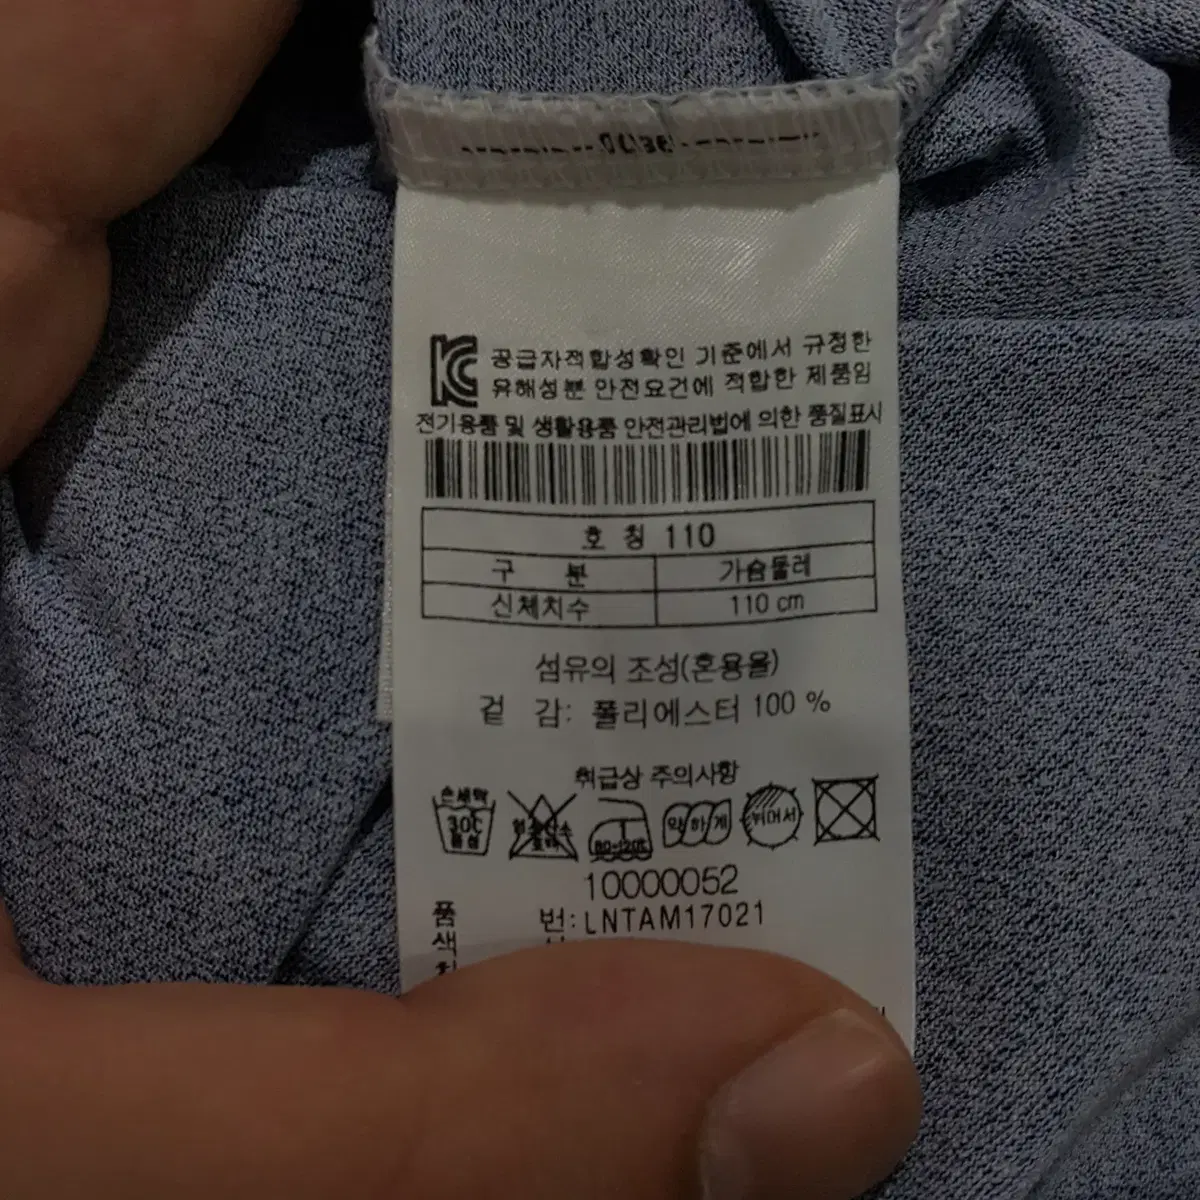 공급자적합성확인 기준에서 규정한
유해성분 안전요건에 적합한 제품임
전기용품 및 생활용품 안전관리법에 의한 품질표시
호 칭 110
구 분 가슴둘레
신체치수 110 cm
섬유의 조성(혼용율)
겉 감: 폴리에스터 100 %
취급상 주의사항
손세탁 30℃ 중성
80-120℃
약하게
뉘어서
10000052
품 번: LNTAM17021
색